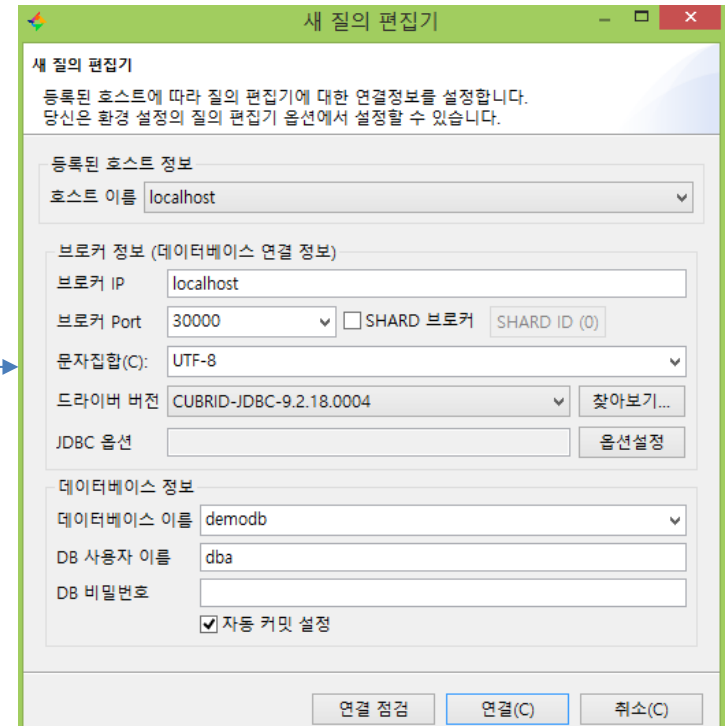 새 질의 편집기
새 질의 편집기
등록된 호스트에 따라 질의 편집기에 대한 연결정보를 설정합니다.
당신은 환경 설정의 질의 편집기 옵션에서 설정할 수 있습니다.
등록된 호스트 정보
호스트 이름 localhost
브로커 정보 (데이터베이스 연결 정보)
브로커 IP localhost
브로커 Port 30000 SHARD 브로커 SHARD ID (0)
문자집합(C): UTF-8
드라이버 버전 CUBRID-JDBC-9.2.18.0004 찾아보기...
JDBC 옵션 옵션설정
데이터베이스 정보
데이터베이스 이름 demodb
DB 사용자 이름 dba
DB 비밀번호
자동 커밋 설정
연결 점검 연결(C) 취소(C)